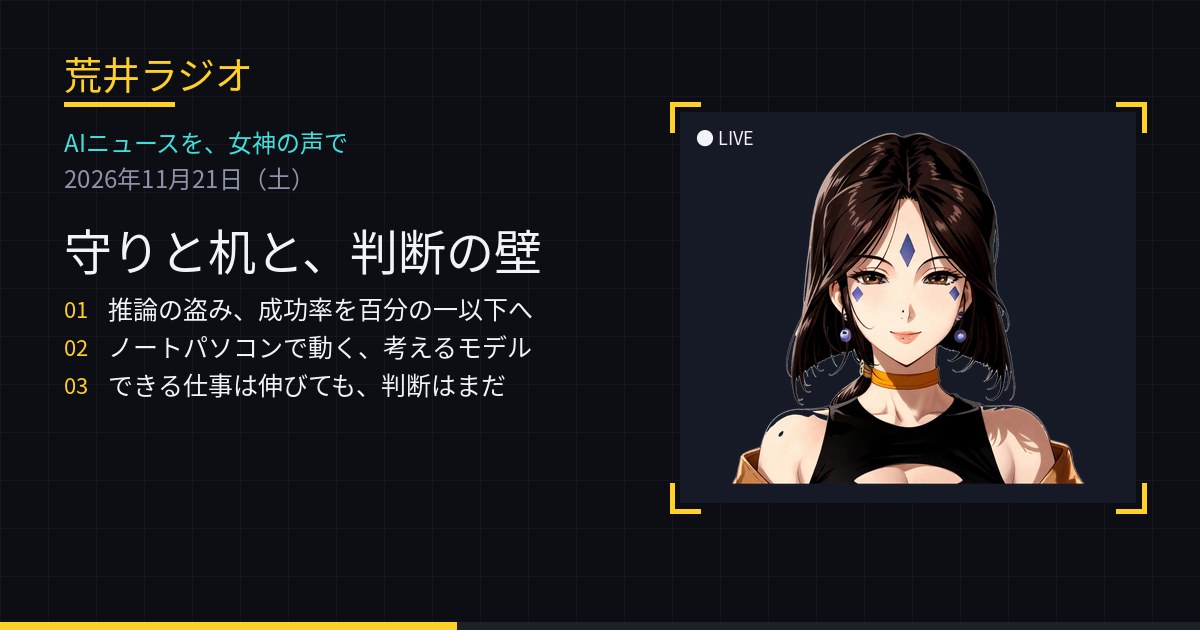 荒井ラジオ
AIニュースを、女神の声で
2026年11月21日（土）
守りと机と、判断の壁
01 推論の盗み、成功率を百分の一以下へ
02 ノートパソコンで動く、考えるモデル
03 できる仕事は伸びても、判断はまだ
LIVE